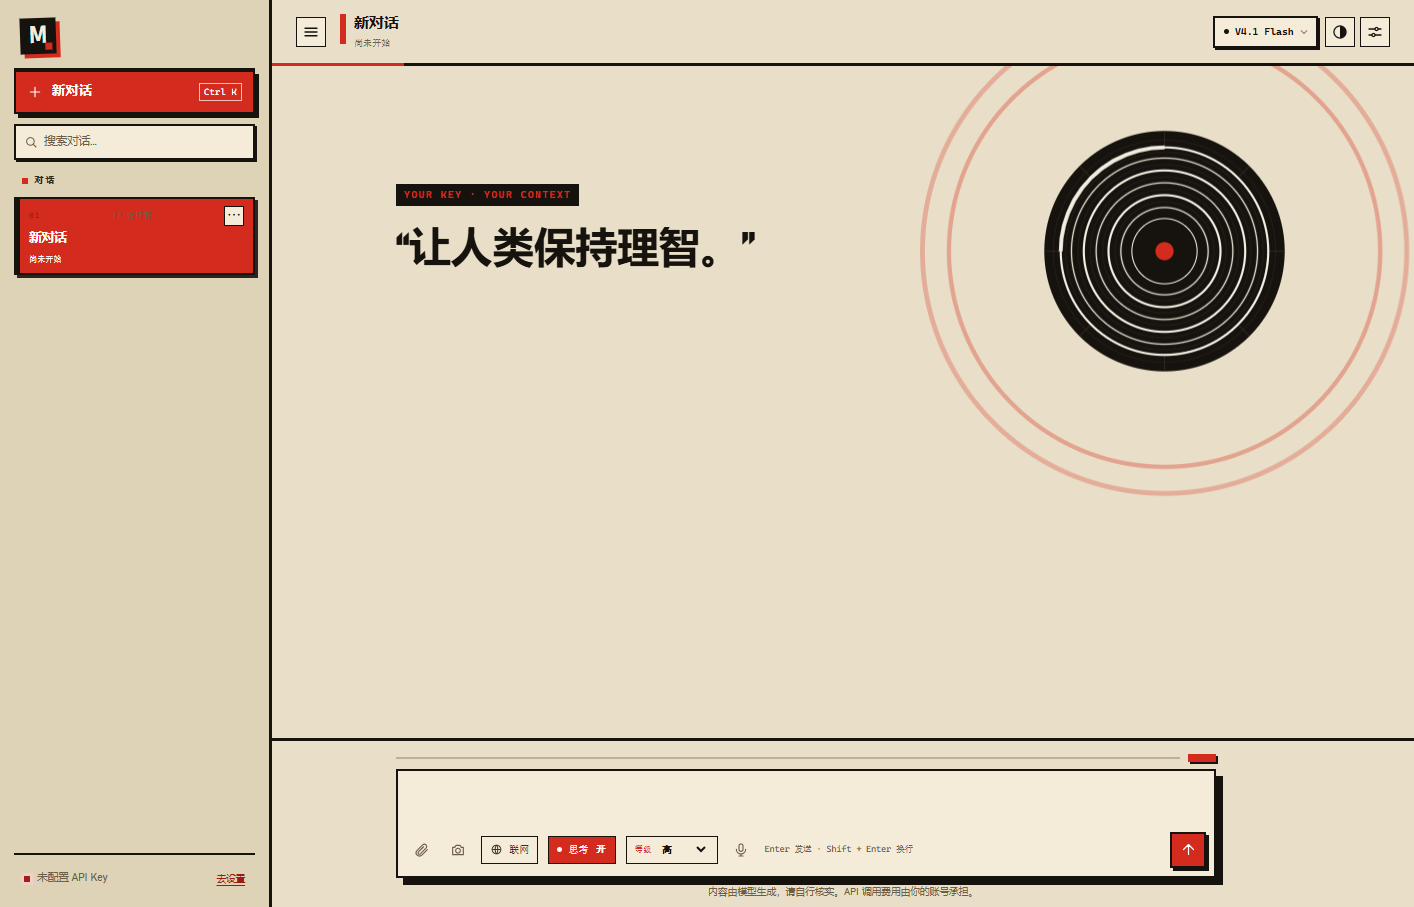 M
新对话
Ctrl K
搜索对话...
对话
01
新对话
尚未开始
未配置 API Key
去设置
新对话
尚未开始
V4.1 Flash
YOUR KEY · YOUR CONTEXT
“让人类保持理智。”
联网
思考 开
等级 高
Enter 发送 · Shift + Enter 换行
内容由模型生成，请自行核实。API 调用费用由你的账号承担。